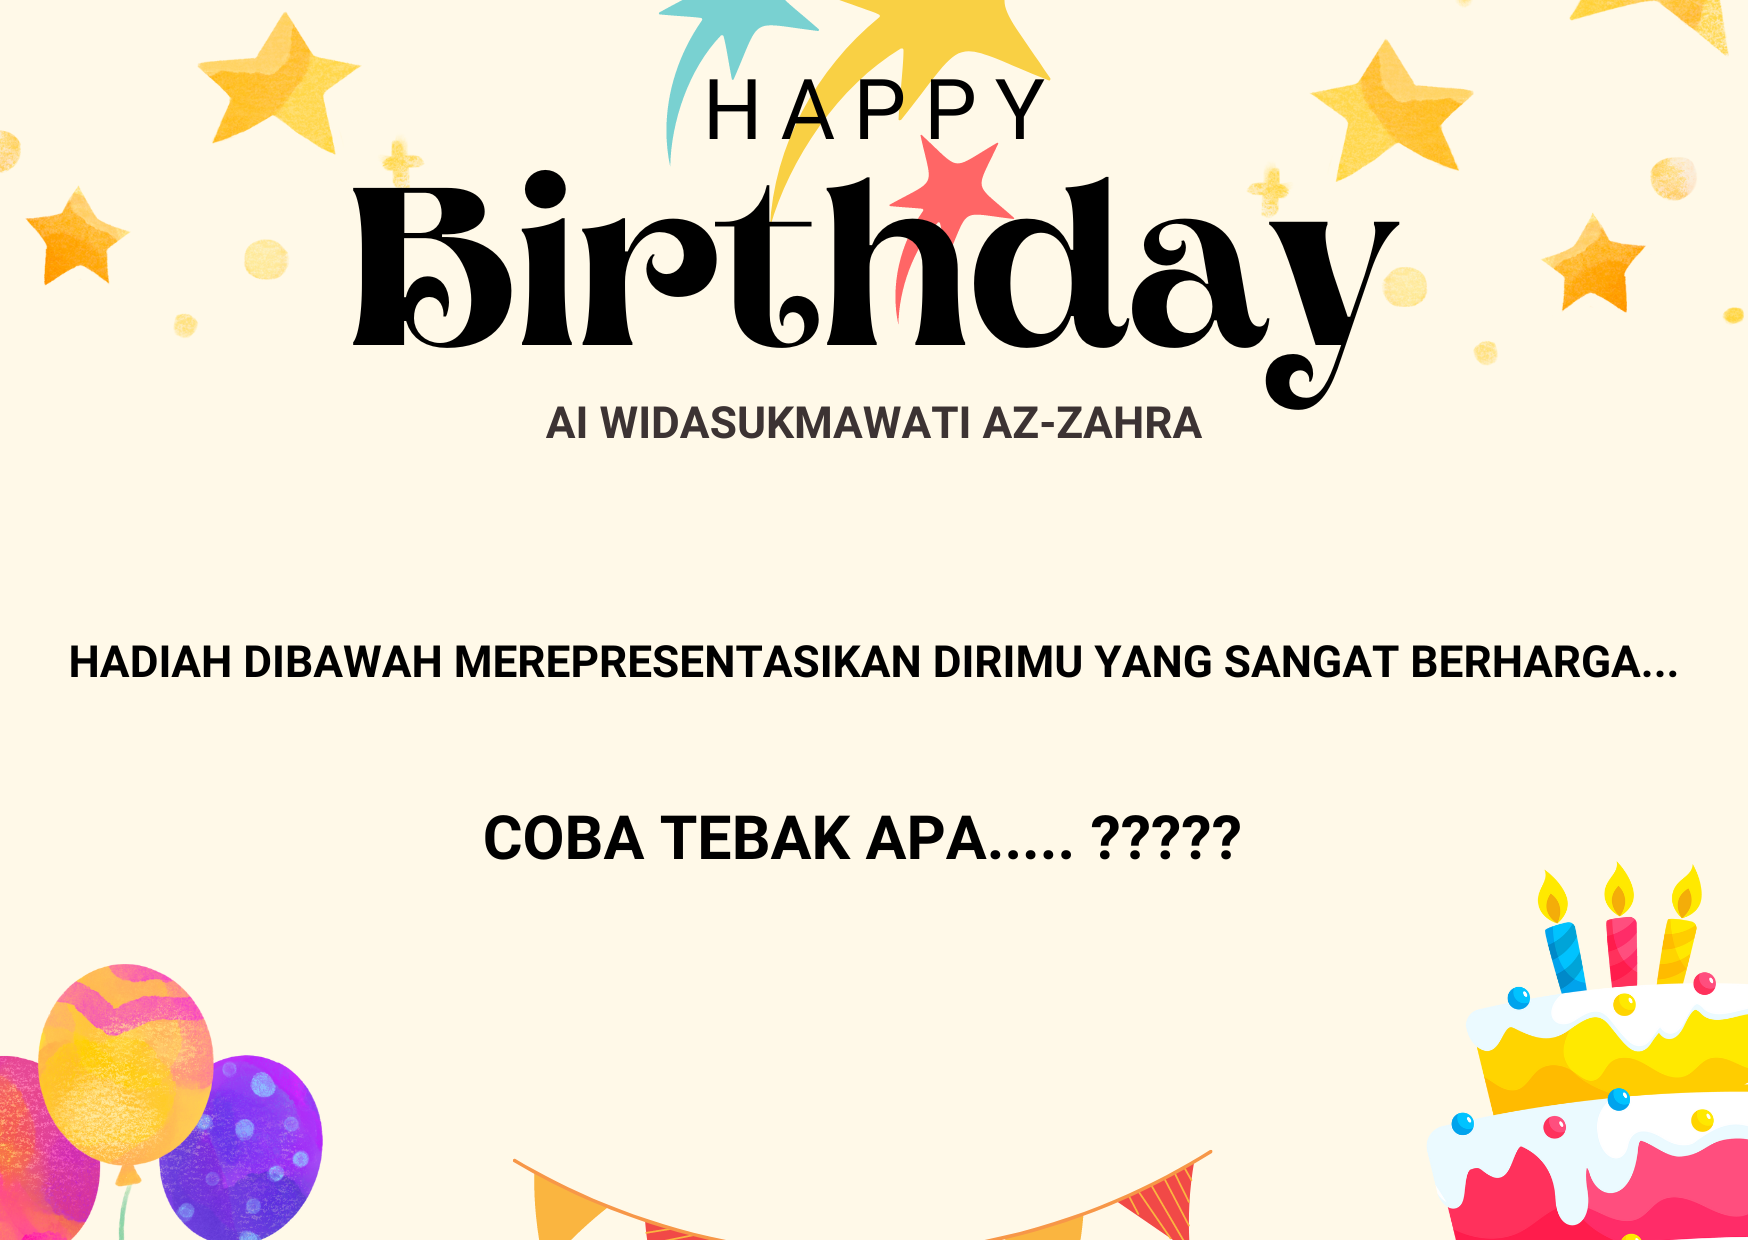 HAPPY
Birthday
AI WIDASUKMAWATI AZ-ZAHRA
HADIAH DIBAWAH MEREPRESENTASIKAN DIRIMU YANG SANGAT BERHARGA...
COBA TEBAK APA..... ?????